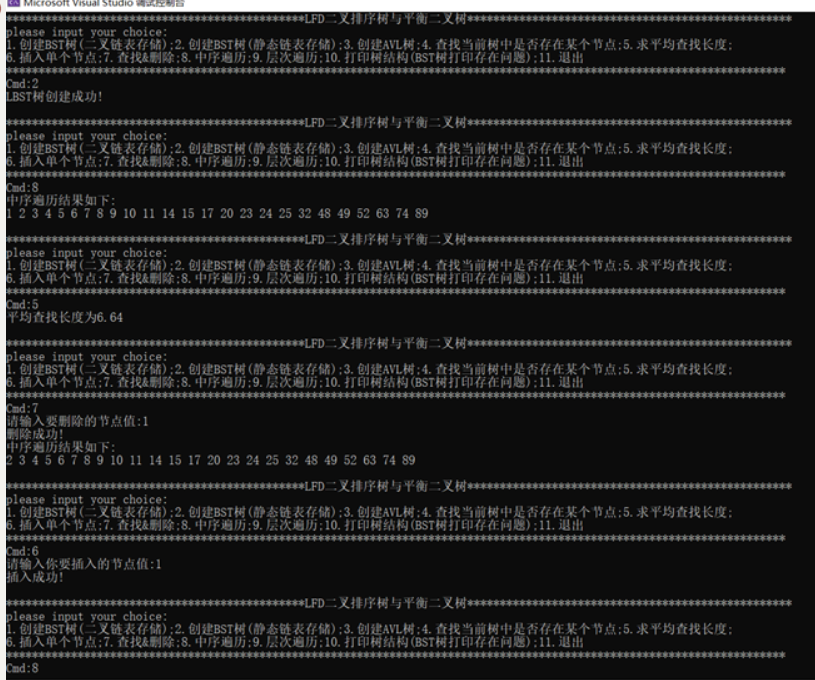 Microsoft Visual Studio 调试控制台
**********************************************LFD二叉排序树与平衡二叉树**************************************************
please input your choice:
1.创建BST树(二叉链表存储);2.创建BST树(静态链表存储);3.创建AVL树;4.查找当前树中是否存在某个节点;5.求平均查找长度;
6.插入单个节点;7.查找&删除;8.中序遍历;9.层次遍历;10.打印树结构(BST树打印存在问题);11.退出
************************************************************************************************************************
Cmd:2
LBST树创建成功!
**********************************************LFD二叉排序树与平衡二叉树**************************************************
please input your choice:
1.创建BST树(二叉链表存储);2.创建BST树(静态链表存储);3.创建AVL树;4.查找当前树中是否存在某个节点;5.求平均查找长度;
6.插入单个节点;7.查找&删除;8.中序遍历;9.层次遍历;10.打印树结构(BST树打印存在问题);11.退出
************************************************************************************************************************
Cmd:8
中序遍历结果如下:
1 2 3 4 5 6 7 8 9 10 11 14 15 17 20 23 24 25 32 48 49 52 63 74 89
**********************************************LFD二叉排序树与平衡二叉树**************************************************
please input your choice:
1.创建BST树(二叉链表存储);2.创建BST树(静态链表存储);3.创建AVL树;4.查找当前树中是否存在某个节点;5.求平均查找长度;
6.插入单个节点;7.查找&删除;8.中序遍历;9.层次遍历;10.打印树结构(BST树打印存在问题);11.退出
************************************************************************************************************************
Cmd:5
平均查找长度为6.64
**********************************************LFD二叉排序树与平衡二叉树**************************************************
please input your choice:
1.创建BST树(二叉链表存储);2.创建BST树(静态链表存储);3.创建AVL树;4.查找当前树中是否存在某个节点;5.求平均查找长度;
6.插入单个节点;7.查找&删除;8.中序遍历;9.层次遍历;10.打印树结构(BST树打印存在问题);11.退出
************************************************************************************************************************
Cmd:7
请输入要删除的节点值:1
删除成功!
中序遍历结果如下:
2 3 4 5 6 7 8 9 10 11 14 15 17 20 23 24 25 32 48 49 52 63 74 89
**********************************************LFD二叉排序树与平衡二叉树**************************************************
please input your choice:
1.创建BST树(二叉链表存储);2.创建BST树(静态链表存储);3.创建AVL树;4.查找当前树中是否存在某个节点;5.求平均查找长度;
6.插入单个节点;7.查找&删除;8.中序遍历;9.层次遍历;10.打印树结构(BST树打印存在问题);11.退出
************************************************************************************************************************
Cmd:6
请输入你要插入的节点值:1
插入成功!
**********************************************LFD二叉排序树与平衡二叉树**************************************************
please input your choice:
1.创建BST树(二叉链表存储);2.创建BST树(静态链表存储);3.创建AVL树;4.查找当前树中是否存在某个节点;5.求平均查找长度;
6.插入单个节点;7.查找&删除;8.中序遍历;9.层次遍历;10.打印树结构(BST树打印存在问题);11.退出
************************************************************************************************************************
Cmd:8